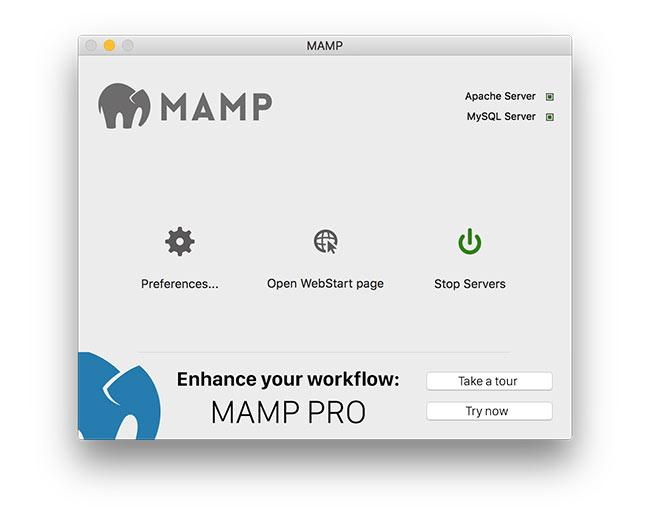 MAMP
MAMP
Apache Server
MySQL Server
Preferences...
Open WebStart page
Stop Servers
Enhance your workflow:
MAMP PRO
Take a tour
Try now